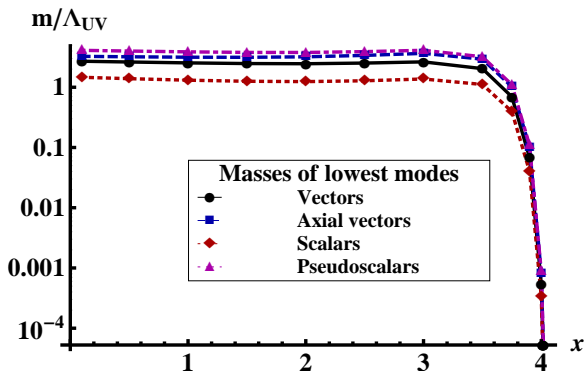 m/Λ_UV
1
0.1
0.01
0.001
10⁻⁴
Masses of lowest modes
Vectors
Axial vectors
Scalars
Pseudoscalars
1 2 3 4 x